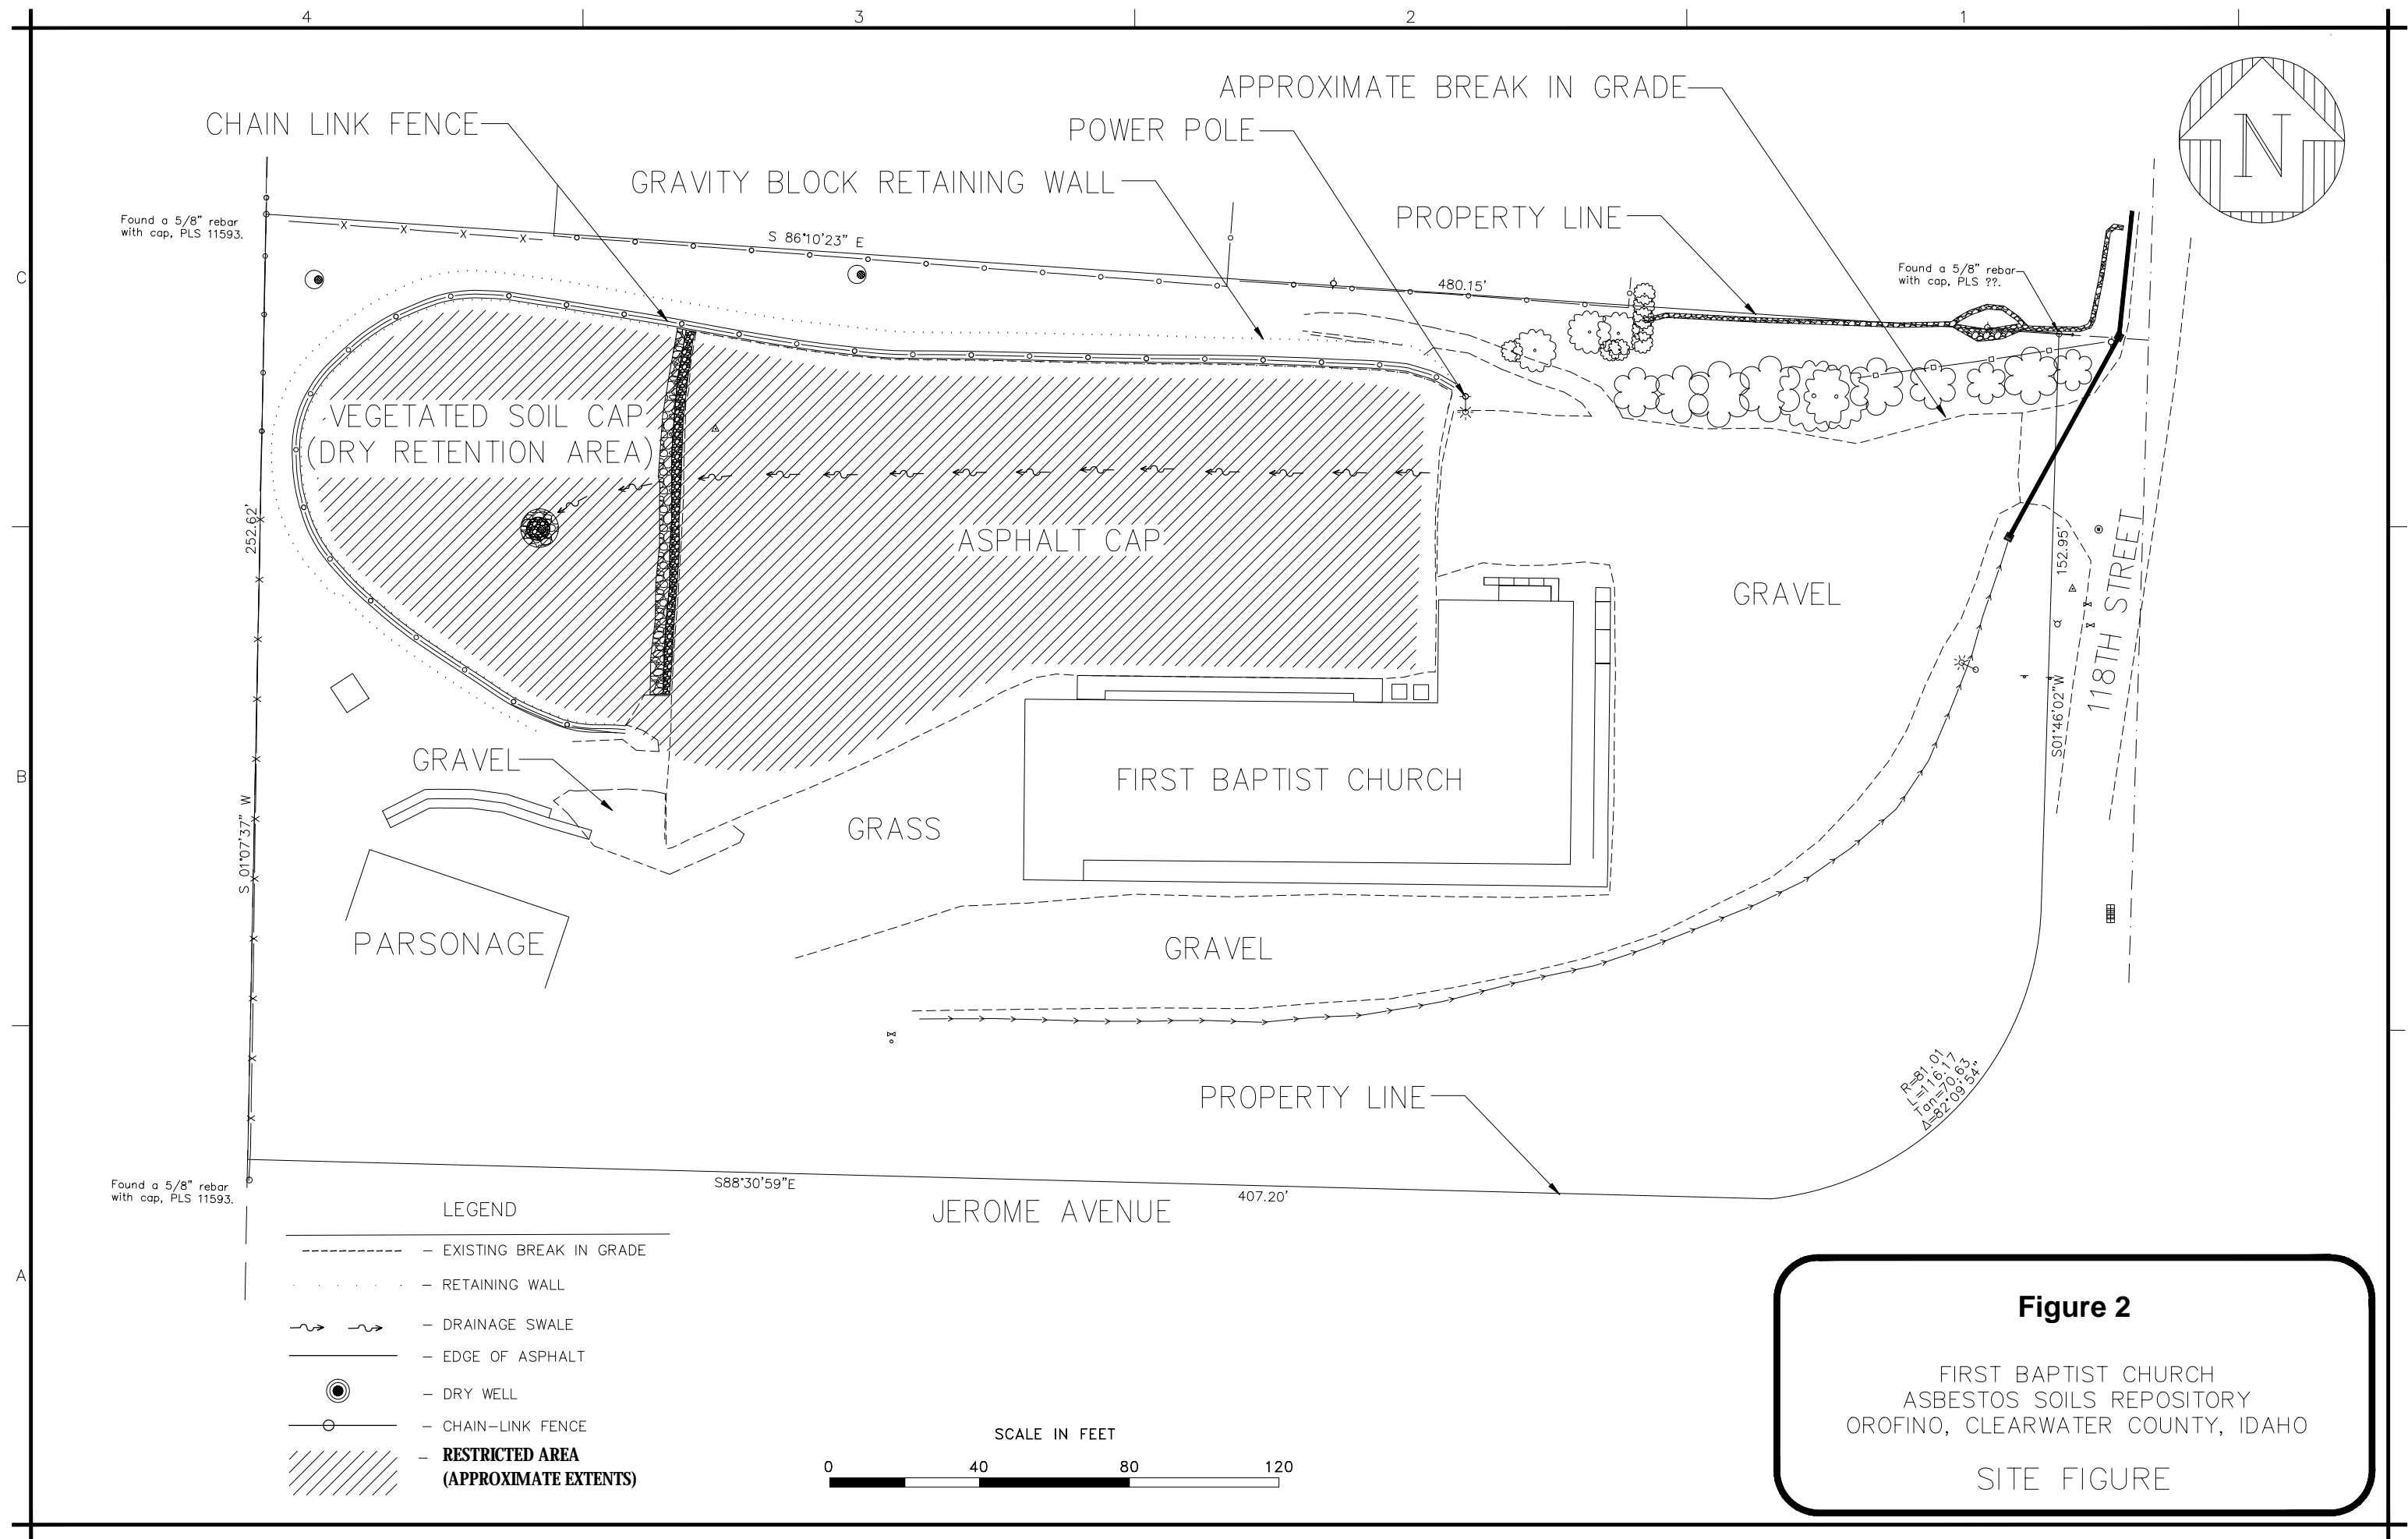 4 3 2 1
APPROXIMATE BREAK IN GRADE
CHAIN LINK FENCE
POWER POLE
N
GRAVITY BLOCK RETAINING WALL
PROPERTY LINE
Found a 5/8" rebar
with cap, PLS 11593.
S 86°10'23" E
C
Found a 5/8" rebar
with cap, PLS ??.
480.15'
VEGETATED SOIL CAP
(DRY RETENTION AREA)
252.62'
ASPHALT CAP
152.95'
GRAVEL
118TH STREET
S01°46'02"W
GRAVEL
B
FIRST BAPTIST CHURCH
S 01°07'37" W
GRASS
PARSONAGE
GRAVEL
R=81.01
L=116.17
Tan=70.63
Δ=82°09'54"
PROPERTY LINE
Found a 5/8" rebar
with cap, PLS 11593.
S88°30'59"E
407.20'
JEROME AVENUE
LEGEND
– EXISTING BREAK IN GRADE
A
– RETAINING WALL
– DRAINAGE SWALE
– EDGE OF ASPHALT
– DRY WELL
– CHAIN–LINK FENCE
– RESTRICTED AREA
(APPROXIMATE EXTENTS)
SCALE IN FEET
0 40 80 120
Figure 2
FIRST BAPTIST CHURCH
ASBESTOS SOILS REPOSITORY
OROFINO, CLEARWATER COUNTY, IDAHO
SITE FIGURE